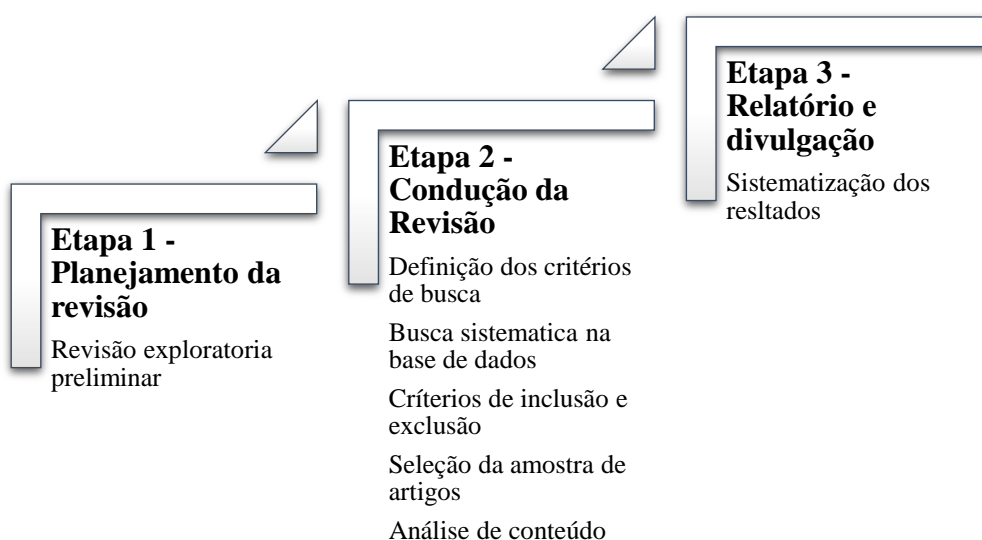 Etapa 1 -
Planejamento da
revisão
Revisão exploratoria
preliminar
Etapa 2 -
Condução da
Revisão
Definição dos critérios
de busca
Busca sistematica na
base de dados
Críterios de inclusão e
exclusão
Seleção da amostra de
artigos
Análise de conteúdo
Etapa 3 -
Relatório e
divulgação
Sistematização dos
resltados